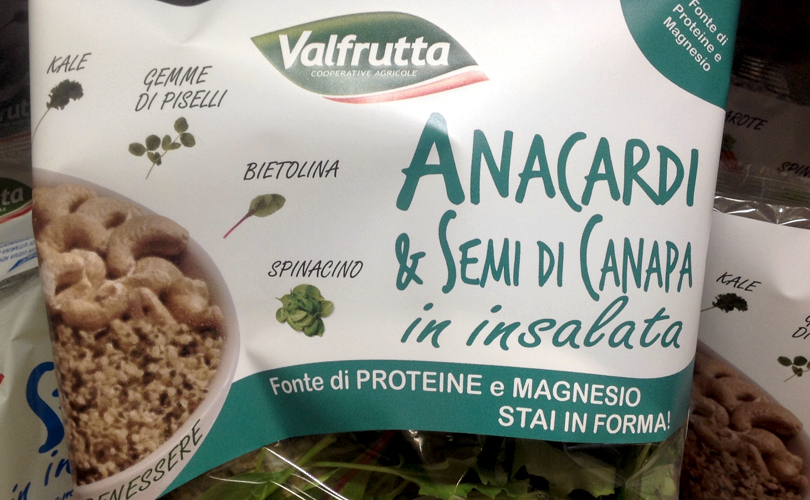 Valfrutta
COOPERATIVE AGRICOLE
Fonte di
Proteine e
Magnesio
KALE
GEMME
DI PISELLI
BIETOLINA
SPINACINO
ANACARDI
& SEMI DI CANAPA
in insalata
Fonte di PROTEINE e MAGNESIO
STAI IN FORMA!
BENESSERE
KALE